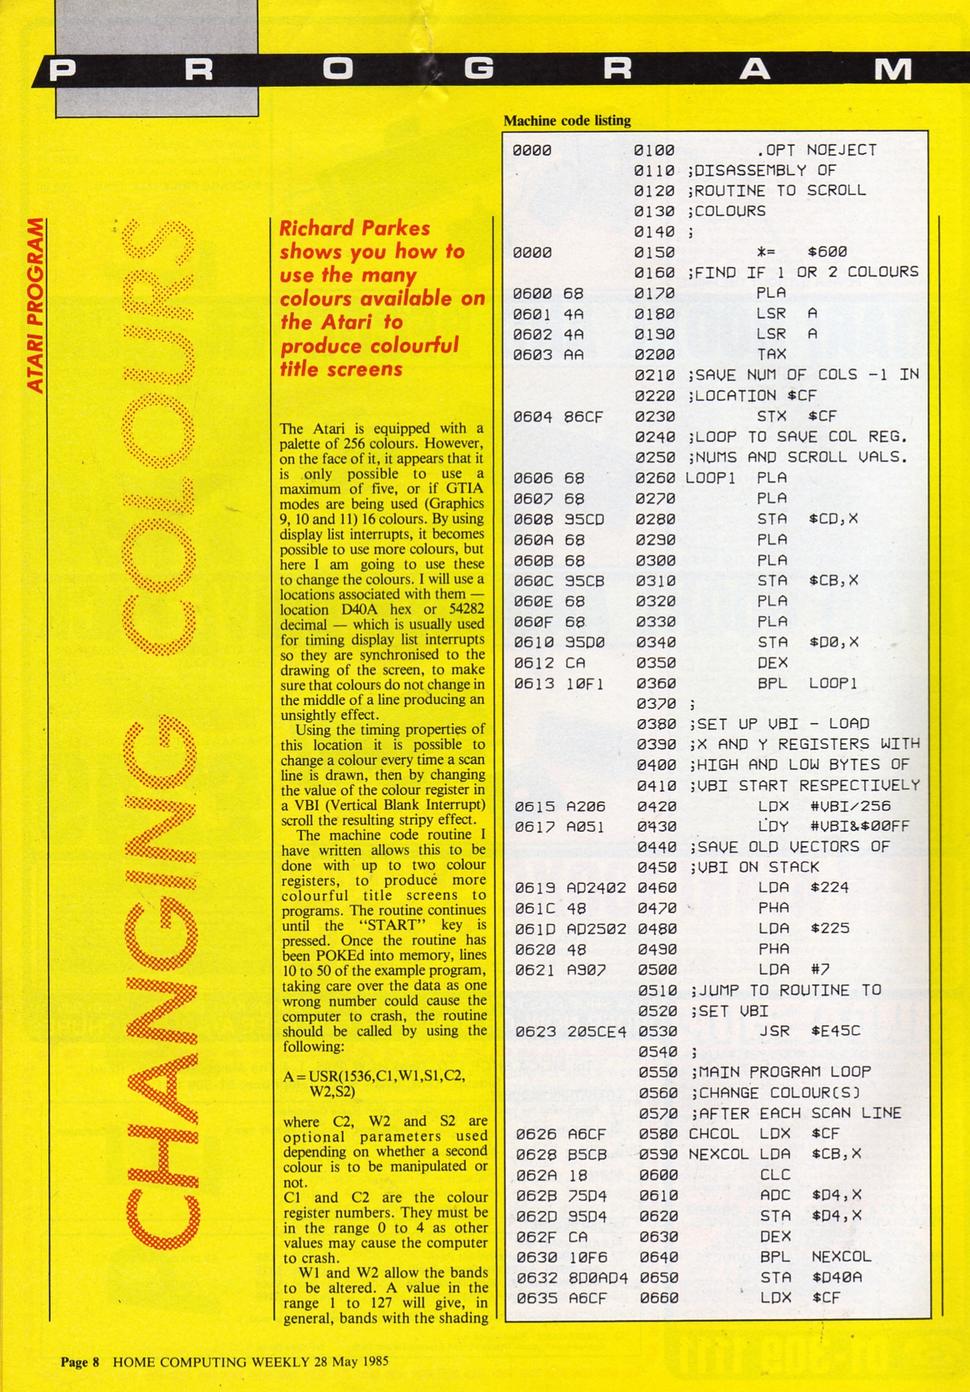 PROGRAM
ATARI PROGRAM
CHANGING COLOURS
Richard Parkes
shows you how to
use the many
colours available on
the Atari to
produce colourful
title screens
The Atari is equipped with a
palette of 256 colours. However,
on the face of it, it appears that it
is only possible to use a
maximum of five, or if GTIA
modes are being used (Graphics
9, 10 and 11) 16 colours. By using
display list interrupts, it becomes
possible to use more colours, but
here I am going to use these
to change the colours. I will use a
locations associated with them —
location D40A hex or 54282
decimal — which is usually used
for timing display list interrupts
so they are synchronised to the
drawing of the screen, to make
sure that colours do not change in
the middle of a line producing an
unsightly effect.
Using the timing properties of
this location it is possible to
change a colour every time a scan
line is drawn, then by changing
the value of the colour register in
a VBI (Vertical Blank Interrupt)
scroll the resulting stripy effect.
The machine code routine I
have written allows this to be
done with up to two colour
registers, to produce more
colourful title screens to
programs. The routine continues
until the "START" key is
pressed. Once the routine has
been POKEd into memory, lines
10 to 50 of the example program,
taking care over the data as one
wrong number could cause the
computer to crash, the routine
should be called by using the
following:
A=USR(1536,C1,W1,S1,C2,
W2,S2)
where C2, W2 and S2 are
optional parameters used
depending on whether a second
colour is to be manipulated or
not.
C1 and C2 are the colour
register numbers. They must be
in the range 0 to 4 as other
values may cause the computer
to crash.
W1 and W2 allow the bands
to be altered. A value in the
range 1 to 127 will give, in
general, bands with the shading
Machine code listing
0000 0100 .OPT NOEJECT
0110 ;DISASSEMBLY OF
0120 ;ROUTINE TO SCROLL
0130 ;COLOURS
0140 ;
0000 0150 *= $600
0160 ;FIND IF 1 OR 2 COLOURS
0600 68 0170 PLA
0601 4A 0180 LSR A
0602 4A 0190 LSR A
0603 AA 0200 TAX
0210 ;SAVE NUM OF COLS -1 IN
0220 ;LOCATION $CF
0604 86CF 0230 STX $CF
0240 ;LOOP TO SAVE COL REG.
0250 ;NUMS AND SCROLL VALS.
0606 68 0260 LOOP1 PLA
0607 68 0270 PLA
0608 95CD 0280 STA $CD,X
060A 68 0290 PLA
060B 68 0300 PLA
060C 95CB 0310 STA $CB,X
060E 68 0320 PLA
060F 68 0330 PLA
0610 95D0 0340 STA $D0,X
0612 CA 0350 DEX
0613 10F1 0360 BPL LOOP1
0370 ;
0380 ;SET UP VBI - LOAD
0390 ;X AND Y REGISTERS WITH
0400 ;HIGH AND LOW BYTES OF
0410 ;VBI START RESPECTIVELY
0615 A206 0420 LDX #VBI/256
0617 A051 0430 LDY #VBI&$00FF
0440 ;SAVE OLD VECTORS OF
0450 ;VBI ON STACK
0619 AD2402 0460 LDA $224
061C 48 0470 PHA
061D AD2502 0480 LDA $225
0620 48 0490 PHA
0621 A907 0500 LDA #7
0510 ;JUMP TO ROUTINE TO
0520 ;SET VBI
0623 205CE4 0530 JSR $E45C
0540 ;
0550 ;MAIN PROGRAM LOOP
0560 ;CHANGE COLOUR(S)
0570 ;AFTER EACH SCAN LINE
0626 A6CF 0580 CHCOL LDX $CF
0628 B5CB 0590 NEXCOL LDA $CB,X
062A 18 0600 CLC
062B 75D4 0610 ADC $D4,X
062D 95D4 0620 STA $D4,X
062F CA 0630 DEX
0630 10F6 0640 BPL NEXCOL
0632 8D0AD4 0650 STA $D40A
0635 A6CF 0660 LDX $CF
Page 8 HOME COMPUTING WEEKLY 28 May 1985